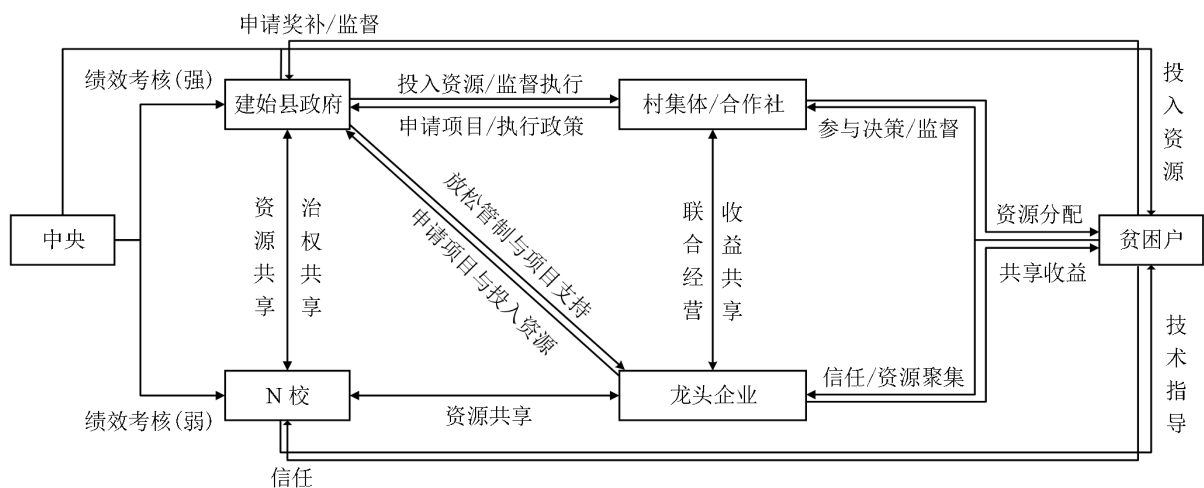 申请奖补/监督
绩效考核(强)
建始县政府
投入资源/监督执行
申请项目/执行政策
村集体/合作社
参与决策/监督
投入资源
中央
资源共享
治权共享
放松管制与项目支持
申请项目与投入资源
联合经营
收益共享
资源分配
贫困户
共享收益
N校
绩效考核(弱)
资源共享
龙头企业
信任/资源聚集
技术指导
信任